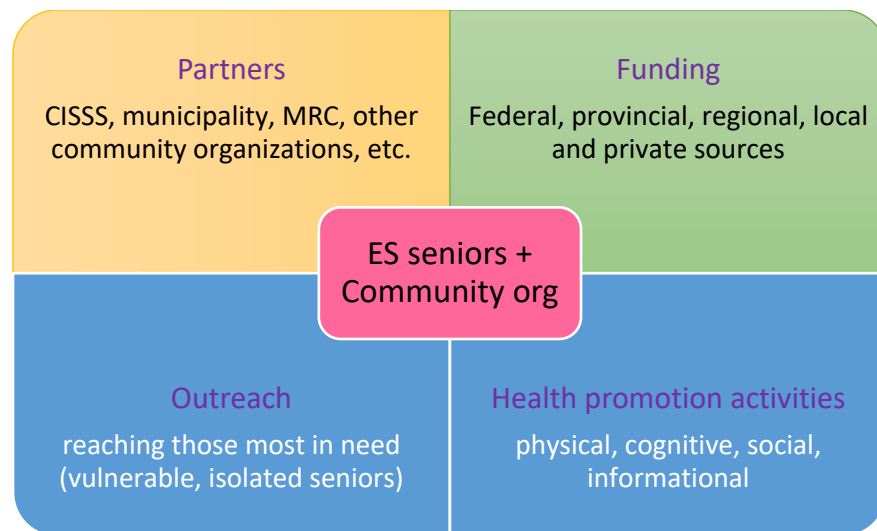 Partners
CISSS, municipality, MRC, other
community organizations, etc.
Funding
Federal, provincial, regional, local
and private sources
ES seniors +
Community org
Outreach
reaching those most in need
(vulnerable, isolated seniors)
Health promotion activities
physical, cognitive, social,
informational